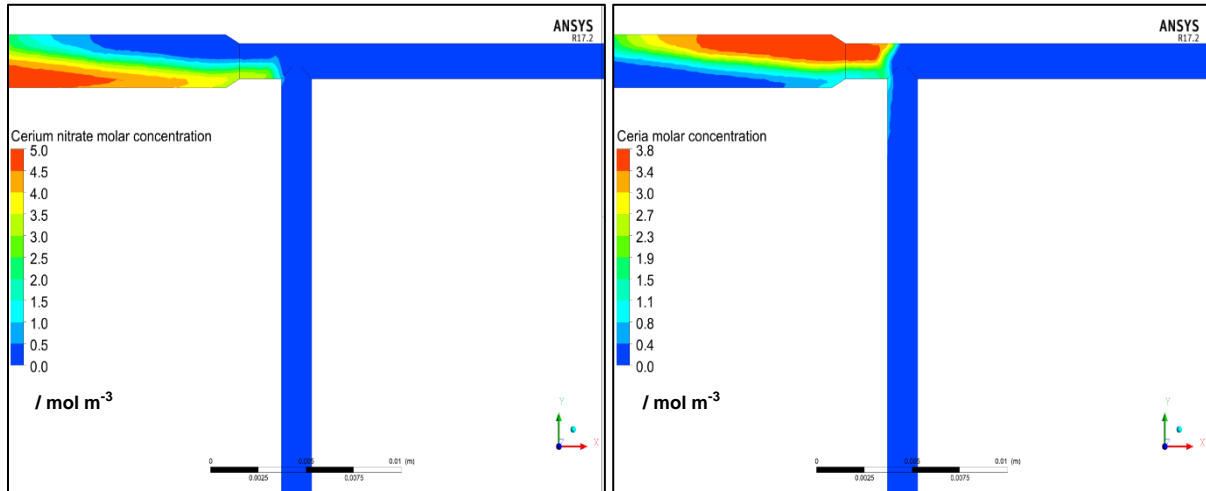 ANSYS
R17.2
Cerium nitrate molar concentration
5.0
4.5
4.0
3.5
3.0
2.5
2.0
1.5
1.0
0.5
0.0
/ mol m-3
Y
X
0 0.005 0.01 (m)
0.0025 0.0075
ANSYS
R17.2
Ceria molar concentration
3.8
3.4
3.0
2.7
2.3
1.9
1.5
1.1
0.8
0.4
0.0
/ mol m-3
Y
X
0 0.005 0.01 (m)
0.0025 0.0075